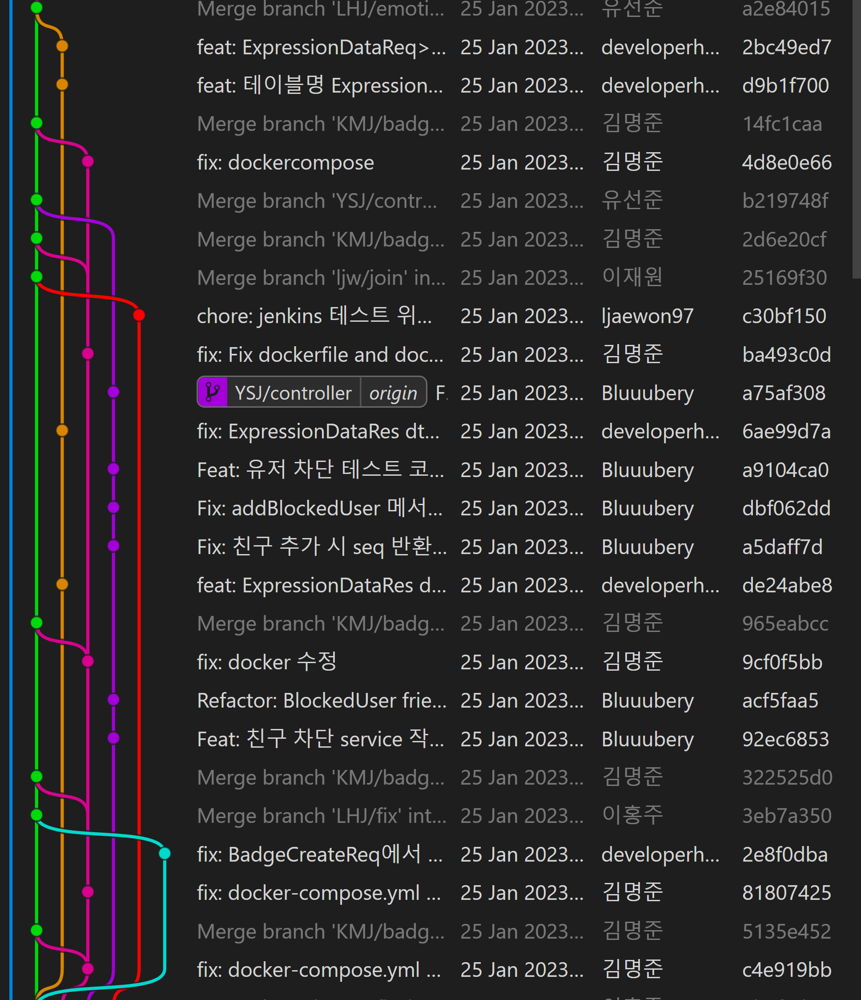 Merge branch 'LHJ/emoti... 25 Jan 2023... 유선준 a2e84015
feat: ExpressionDataReq>... 25 Jan 2023... developerh... 2bc49ed7
feat: 테이블명 Expression... 25 Jan 2023... developerh... d9b1f700
Merge branch 'KMJ/badg... 25 Jan 2023... 김명준 14fc1caa
fix: dockercompose 25 Jan 2023... 김명준 4d8e0e66
Merge branch 'YSJ/contr... 25 Jan 2023... 유선준 b219748f
Merge branch 'KMJ/badg... 25 Jan 2023... 김명준 2d6e20cf
Merge branch 'ljw/join' in... 25 Jan 2023... 이재원 25169f30
chore: jenkins 테스트 위... 25 Jan 2023... ljaewon97 c30bf150
fix: Fix dockerfile and doc... 25 Jan 2023... 김명준 ba493c0d
YSJ/controller origin F. 25 Jan 2023... Bluuubery a75af308
fix: ExpressionDataRes dt... 25 Jan 2023... developerh... 6ae99d7a
Feat: 유저 차단 테스트 코... 25 Jan 2023... Bluuubery a9104ca0
Fix: addBlockedUser 메서... 25 Jan 2023... Bluuubery dbf062dd
Fix: 친구 추가 시 seq 반환... 25 Jan 2023... Bluuubery a5daff7d
feat: ExpressionDataRes d... 25 Jan 2023... developerh... de24abe8
Merge branch 'KMJ/badg... 25 Jan 2023... 김명준 965eabcc
fix: docker 수정 25 Jan 2023... 김명준 9cf0f5bb
Refactor: BlockedUser frie... 25 Jan 2023... Bluuubery acf5faa5
Feat: 친구 차단 service 작... 25 Jan 2023... Bluuubery 92ec6853
Merge branch 'KMJ/badg... 25 Jan 2023... 김명준 322525d0
Merge branch 'LHJ/fix' int... 25 Jan 2023... 이홍주 3eb7a350
fix: BadgeCreateReq에서 ... 25 Jan 2023... developerh... 2e8f0dba
fix: docker-compose.yml ... 25 Jan 2023... 김명준 81807425
Merge branch 'KMJ/badg... 25 Jan 2023... 김명준 5135e452
fix: docker-compose.yml ... 25 Jan 2023... 김명준 c4e919bb